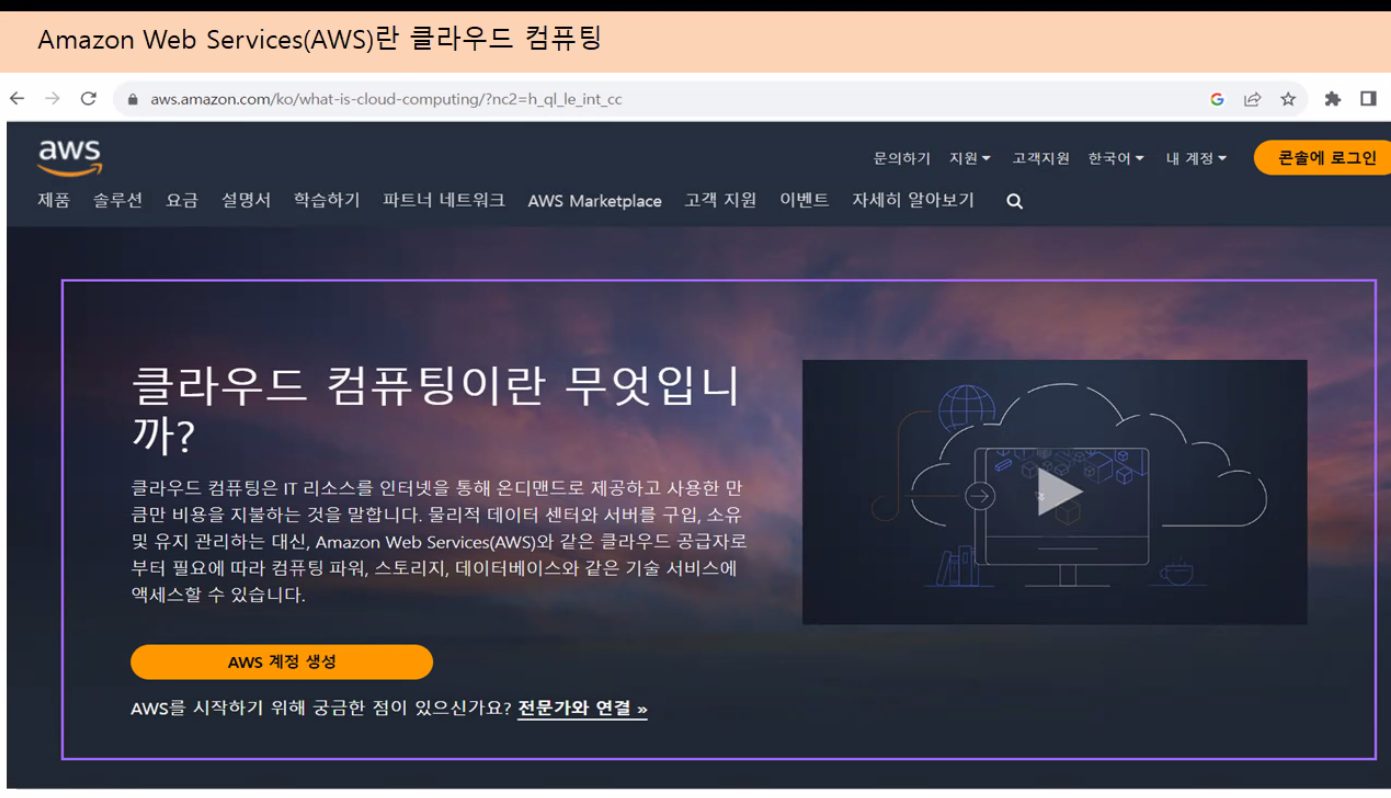 Amazon Web Services(AWS)란 클라우드 컴퓨팅
aws.amazon.com/ko/what-is-cloud-computing/?nc2=h_ql_le_int_cc
G
aws
문의하기 지원 고객지원 한국어 내 계정 콘솔에 로그인
제품 솔루션 요금 설명서 학습하기 파트너 네트워크 AWS Marketplace 고객 지원 이벤트 자세히 알아보기
클라우드 컴퓨팅이란 무엇입니
까?
클라우드 컴퓨팅은 IT 리소스를 인터넷을 통해 온디맨드로 제공하고 사용한 만
큼만 비용을 지불하는 것을 말합니다. 물리적 데이터 센터와 서버를 구입, 소유
및 유지 관리하는 대신, Amazon Web Services(AWS)와 같은 클라우드 공급자로
부터 필요에 따라 컴퓨팅 파워, 스토리지, 데이터베이스와 같은 기술 서비스에
액세스할 수 있습니다.
AWS 계정 생성
AWS를 시작하기 위해 궁금한 점이 있으신가요? 전문가와 연결 »